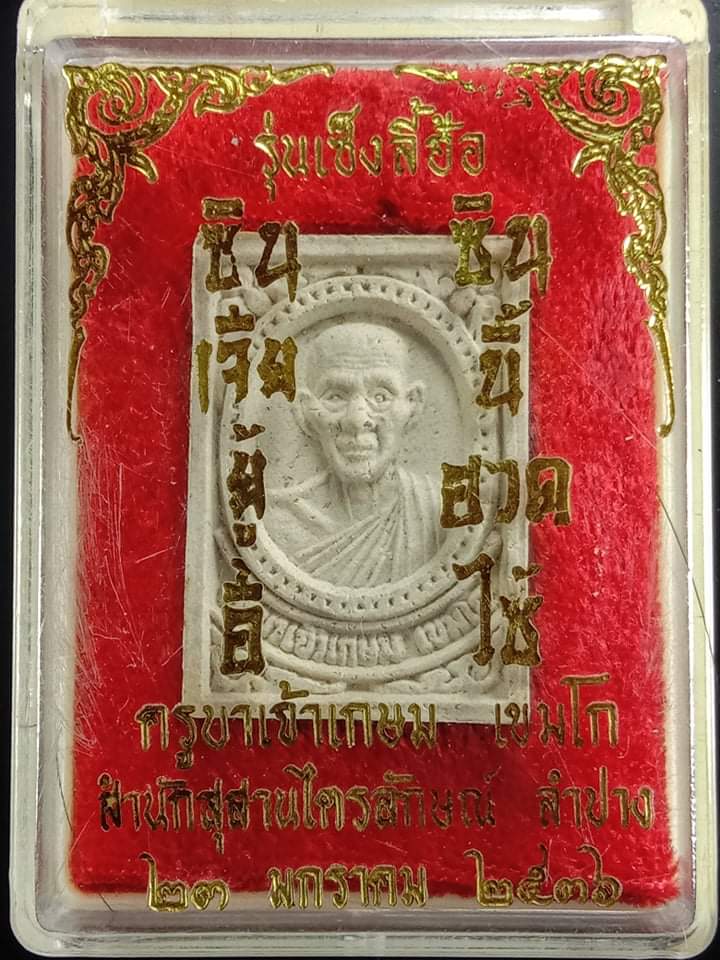 รุ่นเซ็งลี้ฮ้อ
ซิน
เจีย
ยู้
อี้
ซิน
นี้
ฮวด
ไช้
ครูบาเจ้าเกษม เขมโก
สำนักสุสานไตรลักษณ์ ลำปาง
๒๓ มกราคม ๒๕๓๖